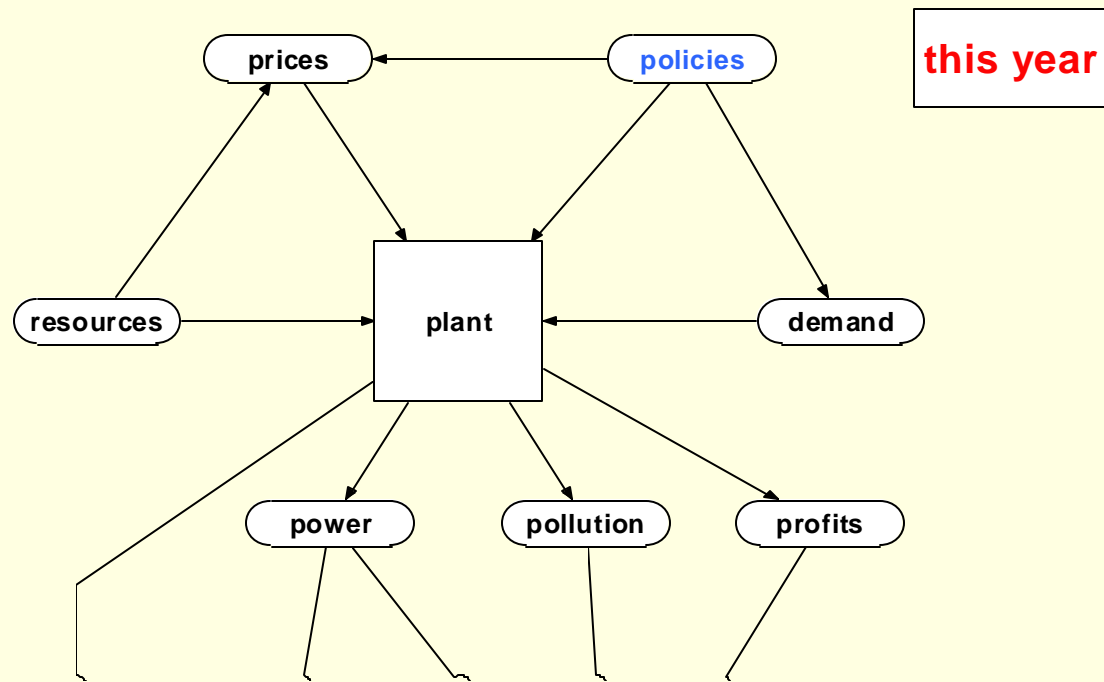 prices
policies
this year
resources
plant
demand
power
pollution
profits